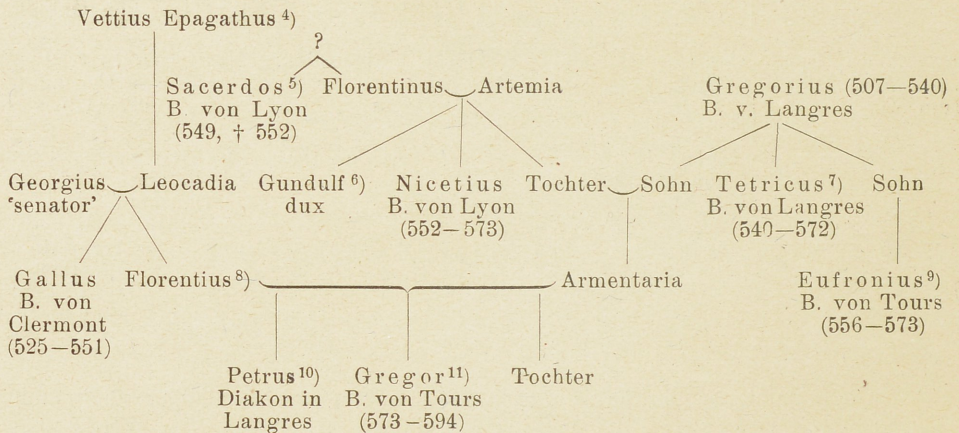 Vettius Epagathus ⁴)
?
Sacerdos ⁵) Florentinus Artemia Gregorius (507—540)
B. von Lyon B. v. Langres
(549, † 552)
Georgius Leocadia Gundulf ⁶) Nicetius Tochter Sohn Tetricus ⁷) Sohn
'senator' dux B. von Lyon B. von Langres
(552—573) (540—572)
Gallus Florentius ⁸) Armentaria Eufronius ⁹)
B. von B. von Tours
Clermont (556—573)
(525—551)
Petrus ¹⁰) Gregor ¹¹) Tochter
Diakon in B. von Tours
Langres (573—594)